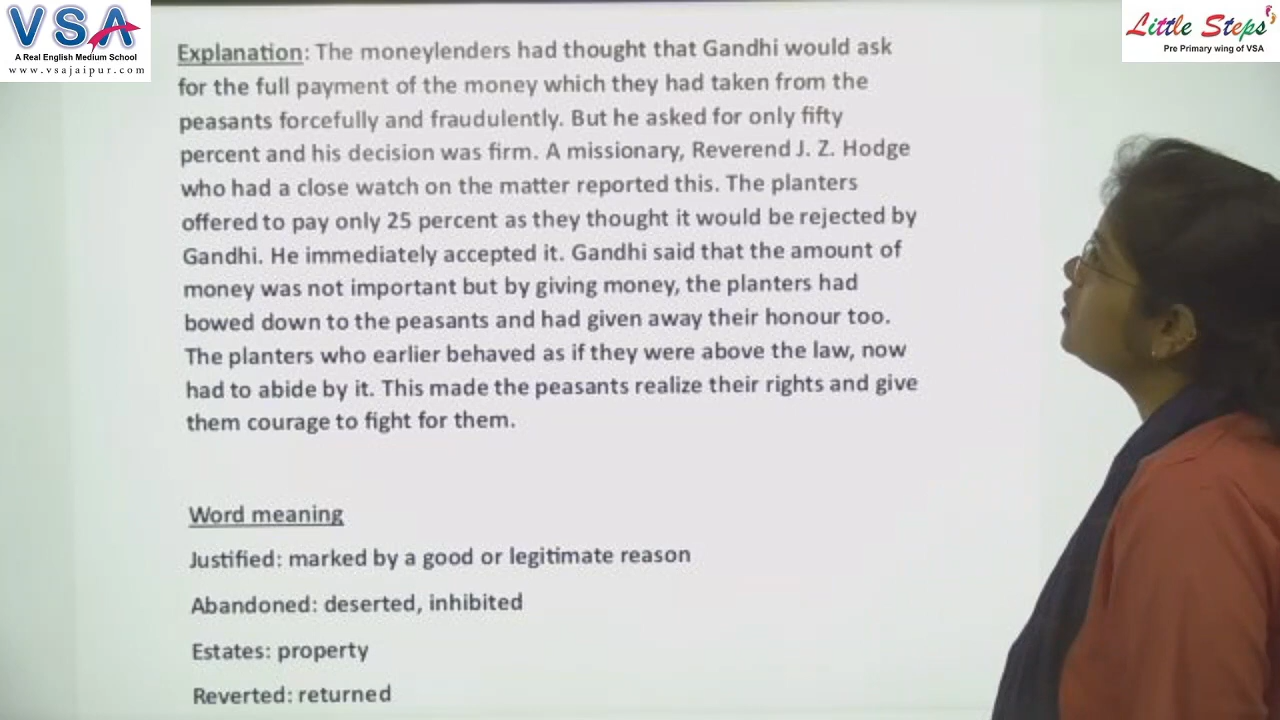 VSA
A Real English Medium School
www.vsajaipur.com
Little Steps
Pre Primary wing of VSA
Explanation: The moneylenders had thought that Gandhi would ask
for the full payment of the money which they had taken from the
peasants forcefully and fraudulently. But he asked for only fifty
percent and his decision was firm. A missionary, Reverend J. Z. Hodge
who had a close watch on the matter reported this. The planters
offered to pay only 25 percent as they thought it would be rejected by
Gandhi. He immediately accepted it. Gandhi said that the amount of
money was not important but by giving money, the planters had
bowed down to the peasants and had given away their honour too.
The planters who earlier behaved as if they were above the law, now
had to abide by it. This made the peasants realize their rights and give
them courage to fight for them.
Word meaning
Justified: marked by a good or legitimate reason
Abandoned: deserted, inhibited
Estates: property
Reverted: returned